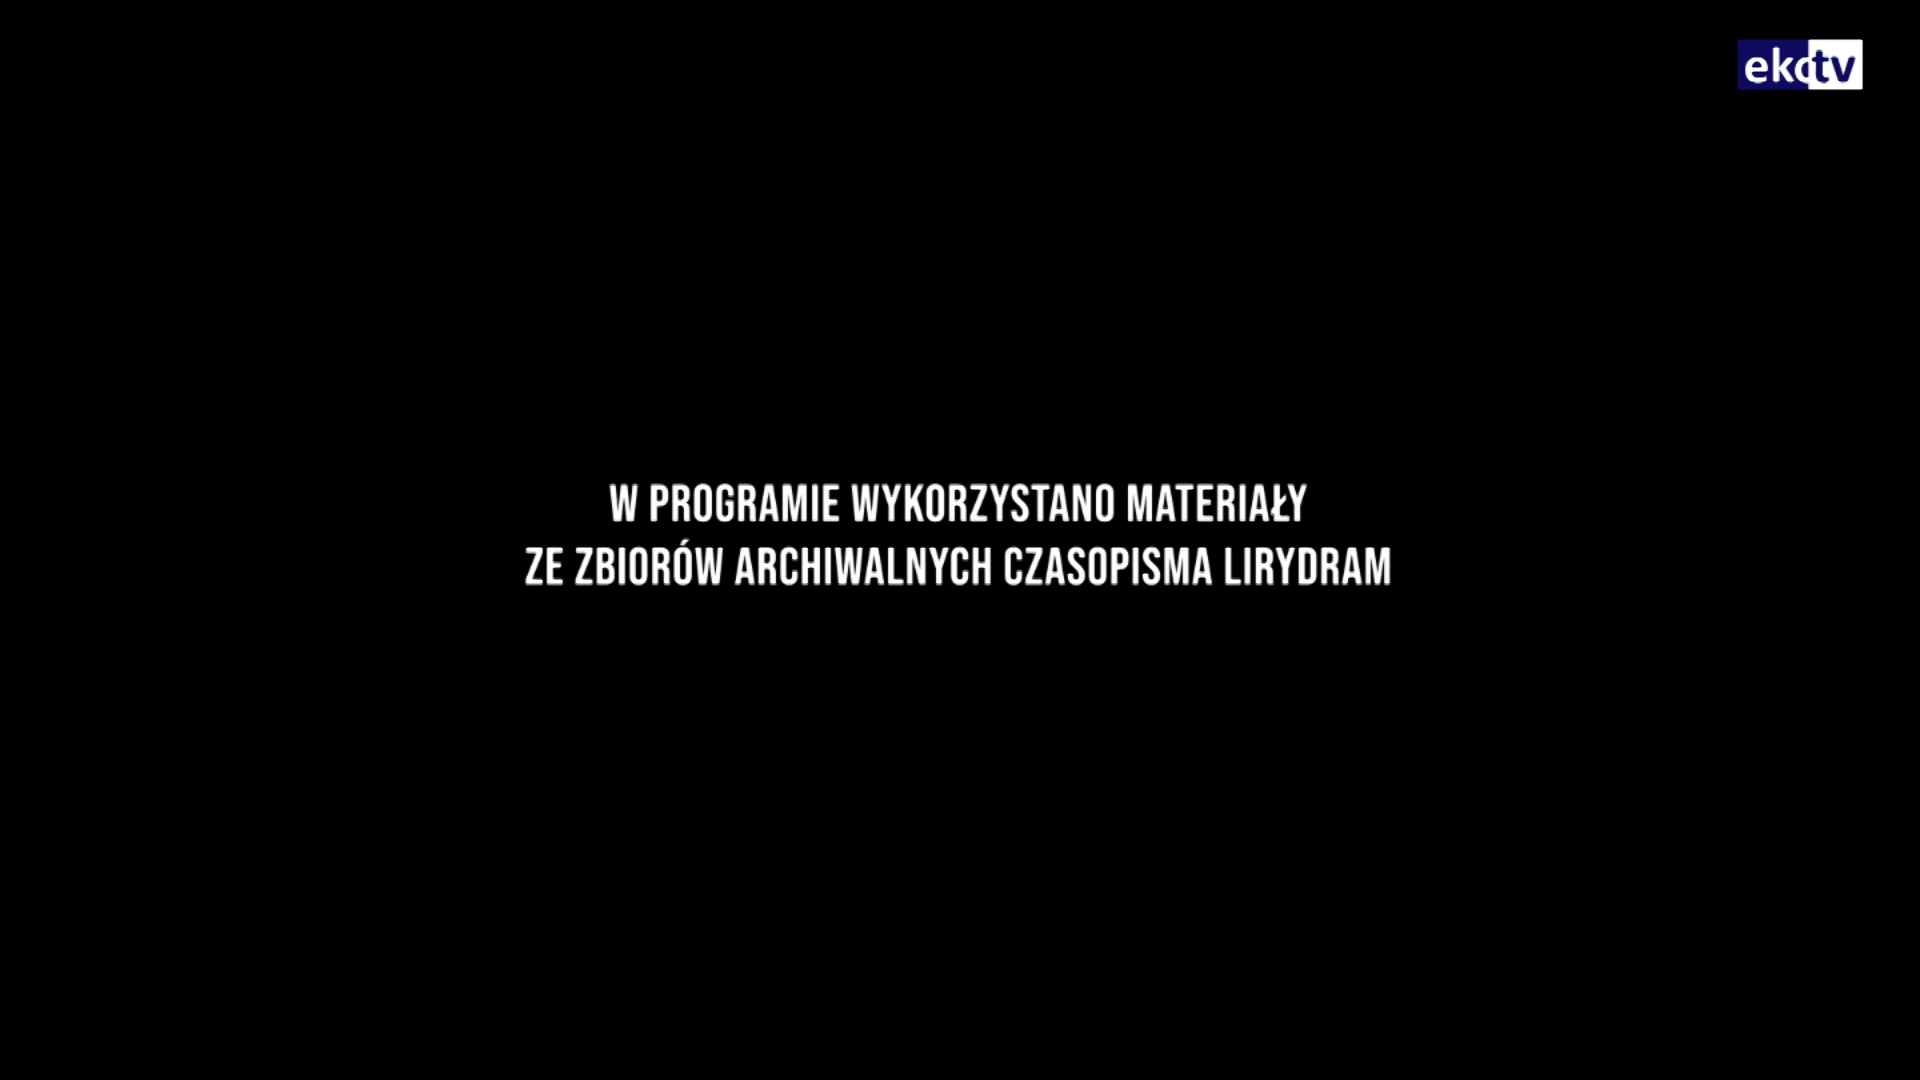 ekotv
W PROGRAMIE WYKORZYSTANO MATERIAŁY
ZE ZBIORÓW ARCHIWALNYCH CZASOPISMA LIRYDRAM